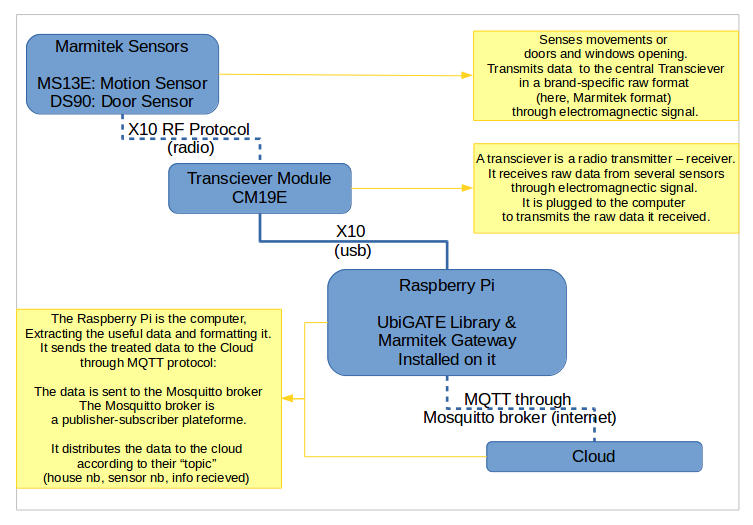 Marmitek Sensors
MS13E: Motion Sensor
DS90: Door Sensor
Senses movements or
doors and windows opening.
Transmits data to the central Transciever
in a brand-specific raw format
(here, Marmitek format)
through electromagnectic signal.
X10 RF Protocol
(radio)
Transciever Module
CM19E
A transciever is a radio transmitter – receiver.
It receives raw data from several sensors
through electromagnectic signal.
It is plugged to the computer
to transmits the raw data it received.
X10
(usb)
Raspberry Pi
UbiGATE Library &
Marmitek Gateway
Installed on it
The Raspberry Pi is the computer,
Extracting the useful data and formatting it.
It sends the treated data to the Cloud
through MQTT protocol:
The data is sent to the Mosquitto broker
The Mosquitto broker is
a publisher-subscriber plateforme.
It distributes the data to the cloud
according to their “topic”
(house nb, sensor nb, info recieved)
MQTT through
Mosquitto broker (internet)
Cloud